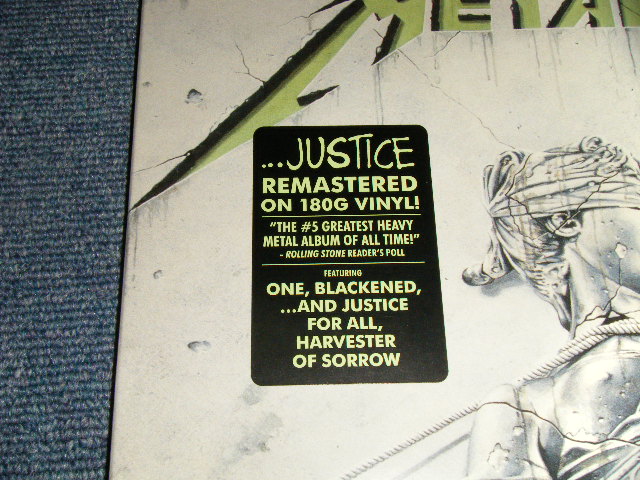 META
...JUSTICE
REMASTERED
ON 180G VINYL!
"THE #5 GREATEST HEAVY
METAL ALBUM OF ALL TIME!"
- ROLLING STONE READER'S POLL
FEATURING
ONE, BLACKENED,
...AND JUSTICE
FOR ALL,
HARVESTER
OF SORROW